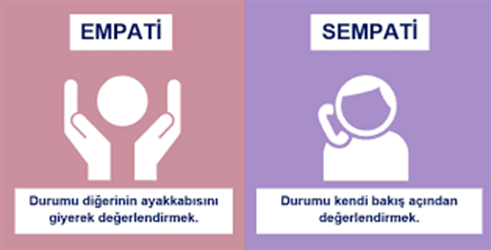 EMPATİ
Durumu diğerinin ayakkabısını
giyerek değerlendirmek.
SEMPATİ
Durumu kendi bakış açından
değerlendirmek.